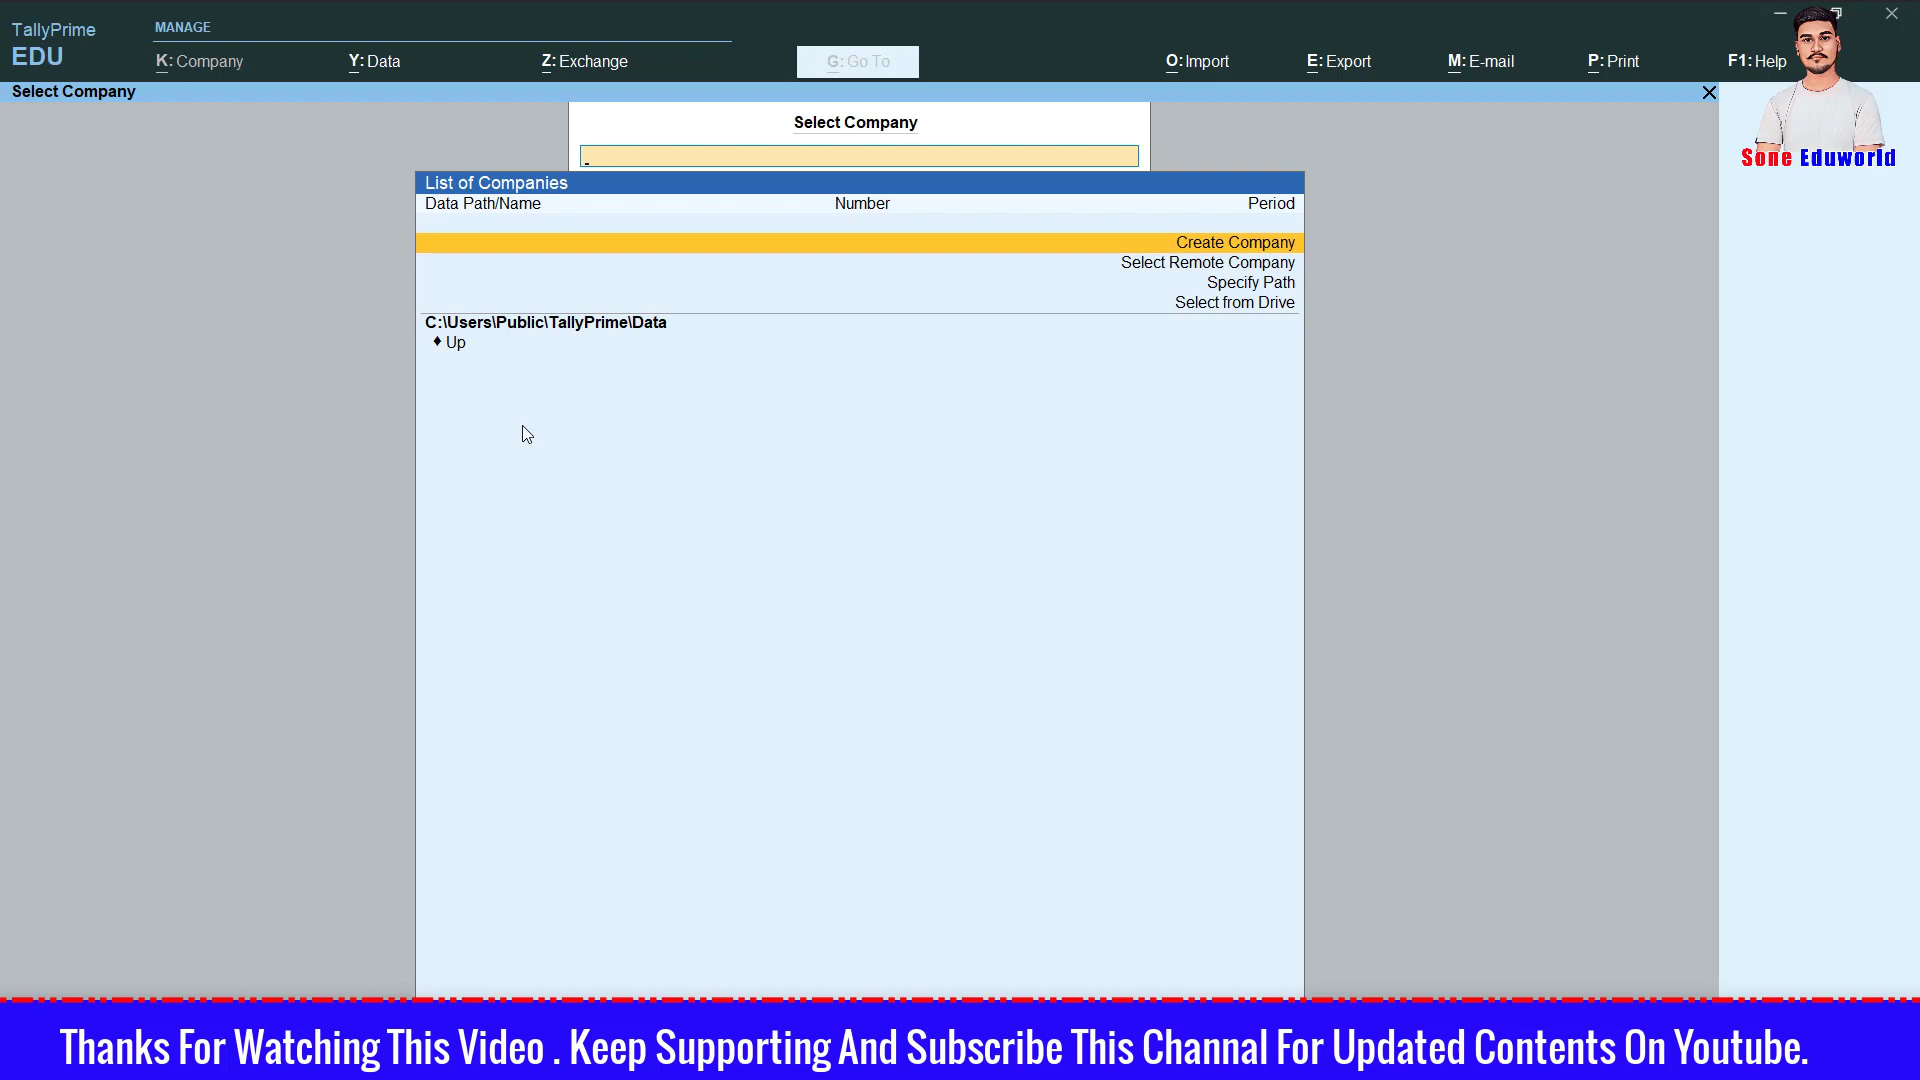 TallyPrime
EDU
MANAGE
K: Company
Y: Data
Z: Exchange
G: Go To
O: Import
E: Export
M: E-mail
P: Print
F1: Help
Select Company
Sone Eduworld
Select Company
List of Companies
Data Path/Name Number Period
Create Company
Select Remote Company
Specify Path
Select from Drive
C:\Users\Public\TallyPrime\Data
♦ Up
Thanks For Watching This Video . Keep Supporting And Subscribe This Channal For Updated Contents On Youtube.